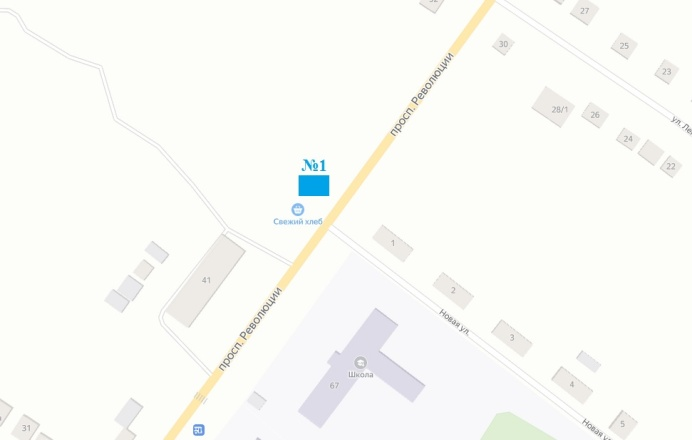 32
27
30
25
23
просп. Революции
28/1
26
ул. Ле
24
22
№1
Свежий хлеб
1
41
2
просп. Революции
Новая ул.
3
Школа
67
4
Новая ул.
5
31